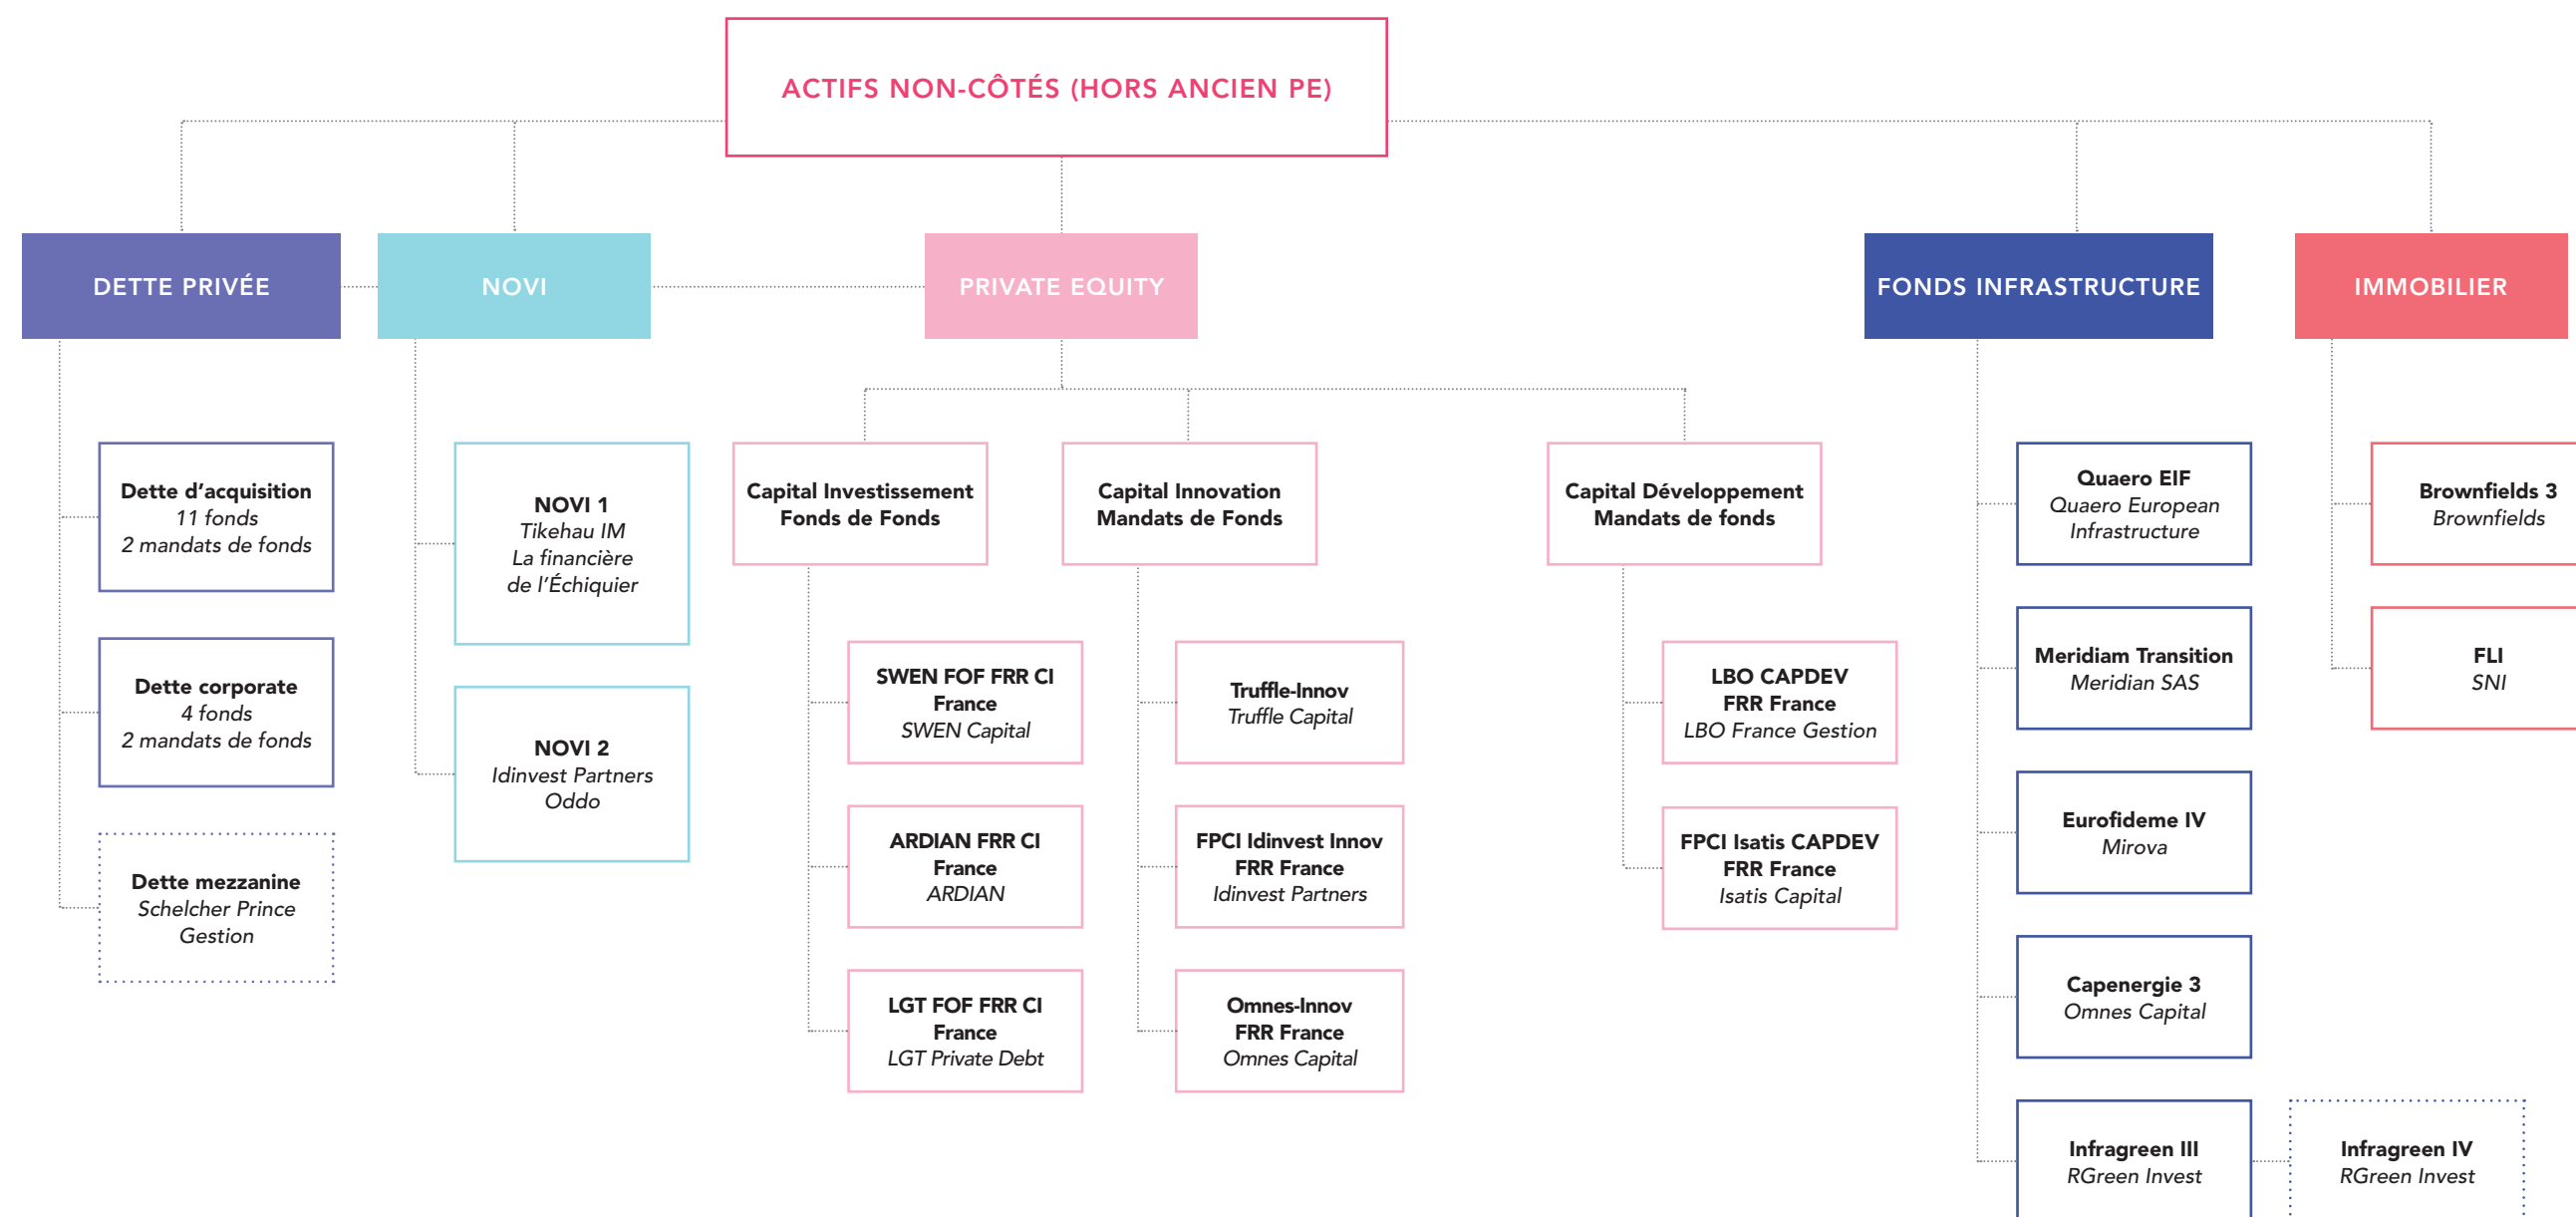 ACTIFS NON-CÔTÉS (HORS ANCIEN PE)
DETTE PRIVÉE
NOVI
PRIVATE EQUITY
FONDS INFRASTRUCTURE
IMMOBILIER
Dette d'acquisition
11 fonds
2 mandats de fonds
Dette corporate
4 fonds
2 mandats de fonds
Dette mezzanine
Schelcher Prince
Gestion
NOVI 1
Tikehau IM
La financière
de l'Échiquier
NOVI 2
Idinvest Partners
Oddo
Capital Investissement
Fonds de Fonds
SWEN FOF FRR CI
France
SWEN Capital
ARDIAN FRR CI
France
ARDIAN
LGT FOF FRR CI
France
LGT Private Debt
Capital Innovation
Mandats de Fonds
Truffle-Innov
Truffle Capital
FPCI Idinvest Innov
FRR France
Idinvest Partners
Omnes-Innov
FRR France
Omnes Capital
Capital Développement
Mandats de fonds
LBO CAPDEV
FRR France
LBO France Gestion
FPCI Isatis CAPDEV
FRR France
Isatis Capital
Quaero EIF
Quaero European
Infrastructure
Meridiam Transition
Meridian SAS
Eurofideme IV
Mirova
Capenergie 3
Omnes Capital
Infragreen III
RGreen Invest
Infragreen IV
RGreen Invest
Brownfields 3
Brownfields
FLI
SNI